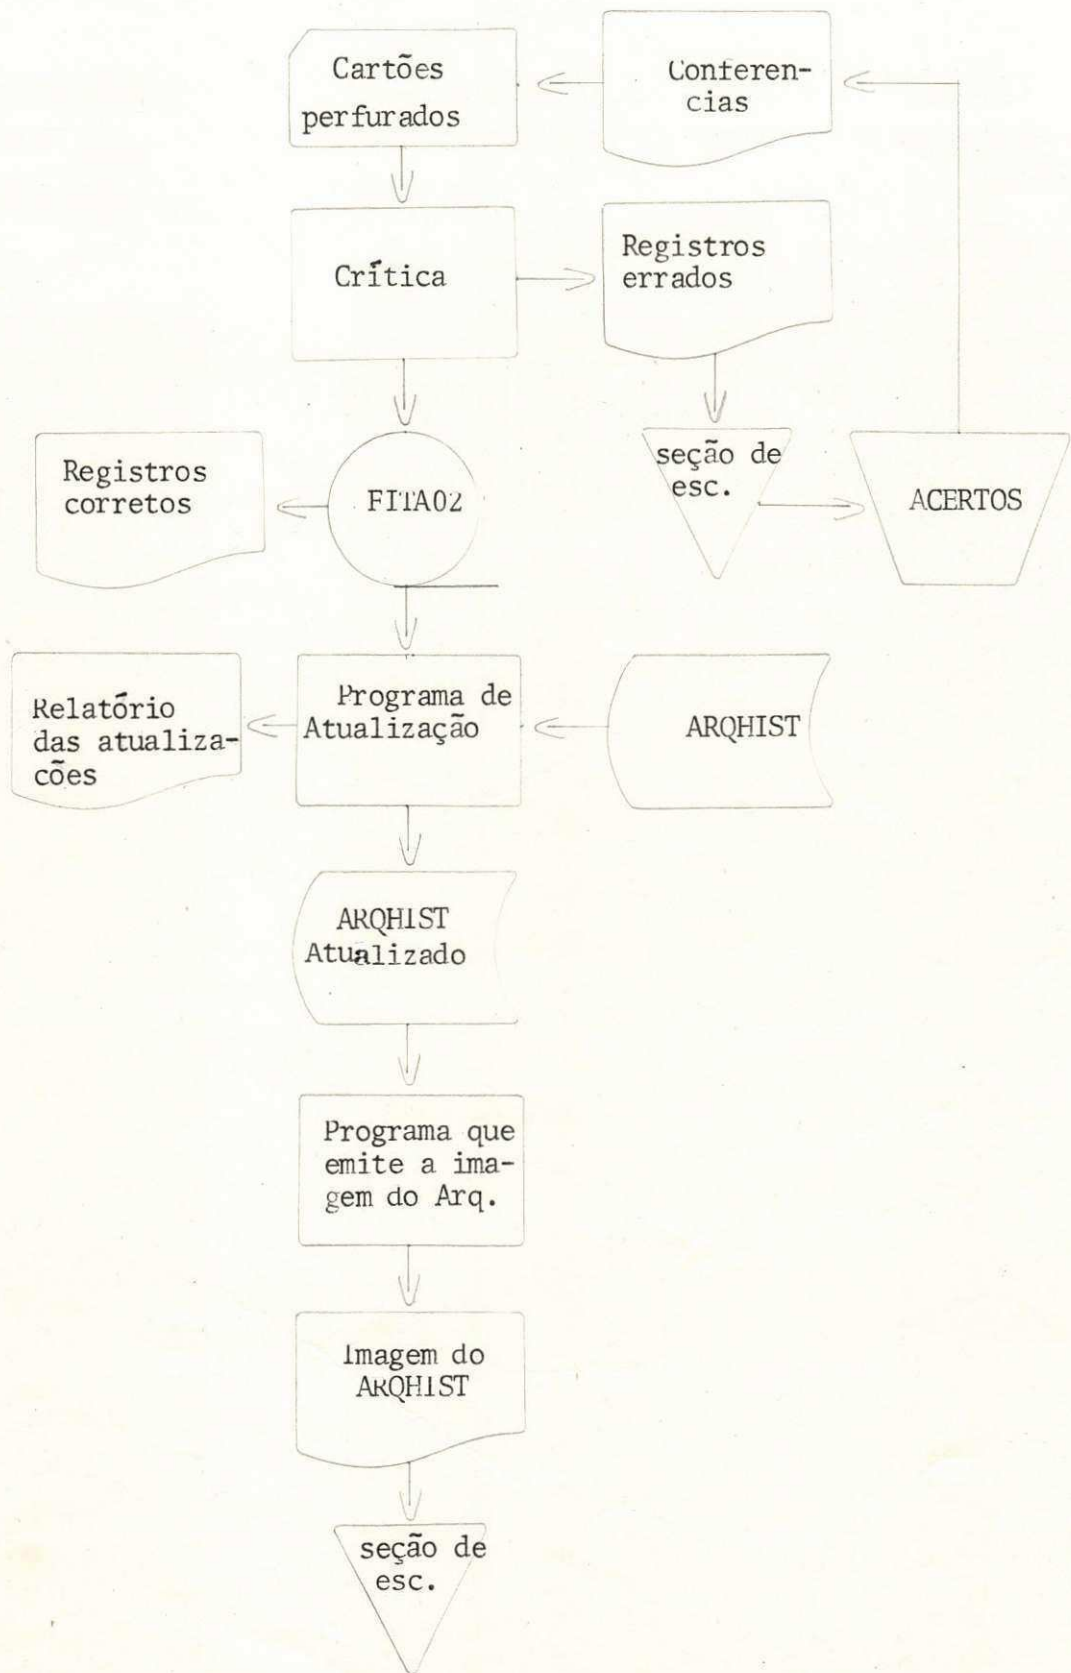 Cartões
perfurados
Conferen-
cias
Crítica
Registros
errados
Registros
corretos
FITA02
seção de
esc.
ACERTOS
Relatório
das atualiza-
cões
Programa de
Atualização
ARQHIST
ARQHIST
Atualizado
Programa que
emite a ima-
gem do Arq.
Imagem do
ARQHIST
seção de
esc.